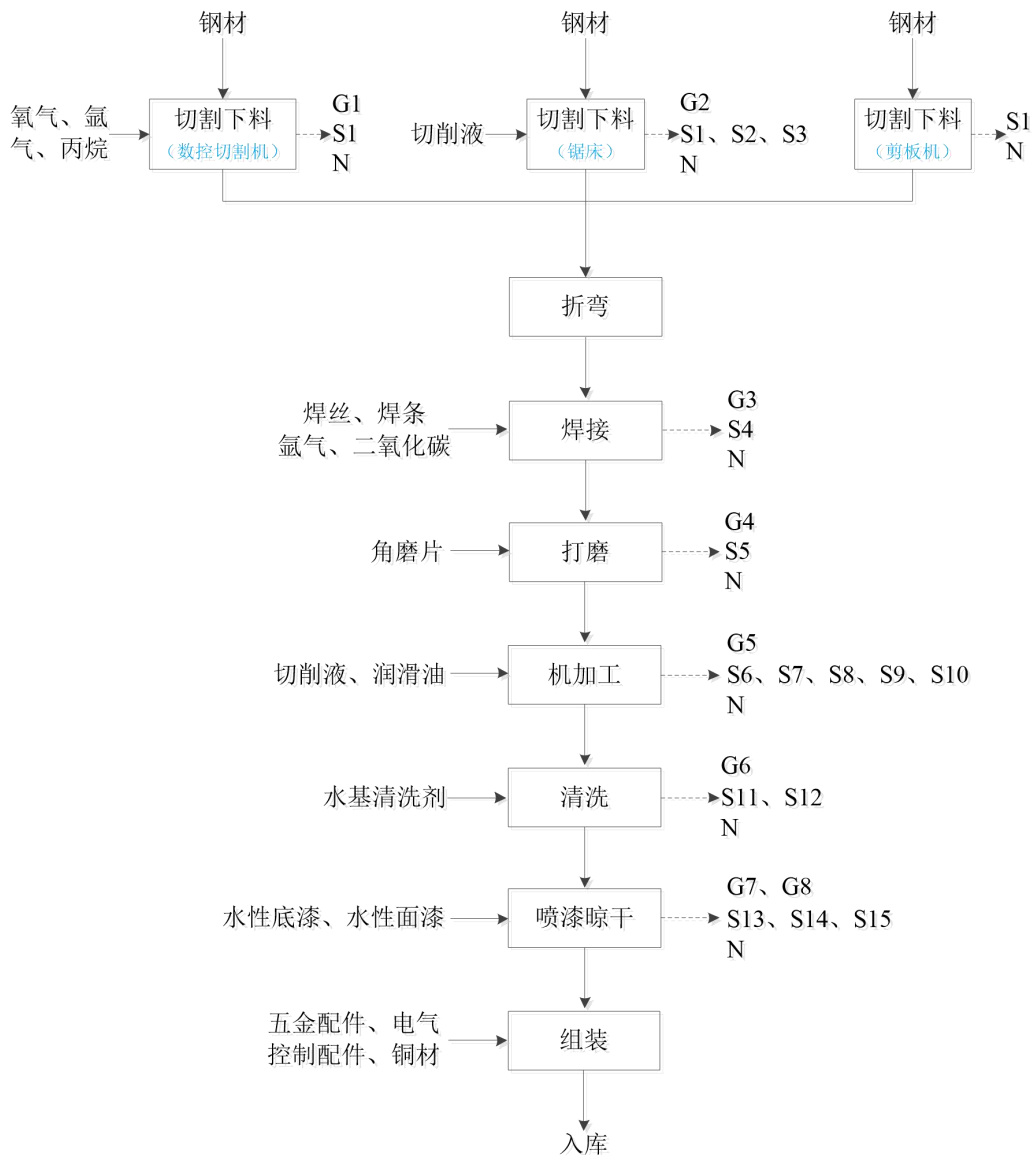 钢材
钢材
钢材
氧气、氩
气、丙烷
切割下料
（数控切割机）
G1
S1
N
切削液
切割下料
（锯床）
G2
S1、S2、S3
N
切割下料
（剪板机）
S1
N
折弯
焊丝、焊条
氩气、二氧化碳
焊接
G3
S4
N
角磨片
打磨
G4
S5
N
切削液、润滑油
机加工
G5
S6、S7、S8、S9、S10
N
水基清洗剂
清洗
G6
S11、S12
N
水性底漆、水性面漆
喷漆晾干
G7、G8
S13、S14、S15
N
五金配件、电气
控制配件、铜材
组装
入库